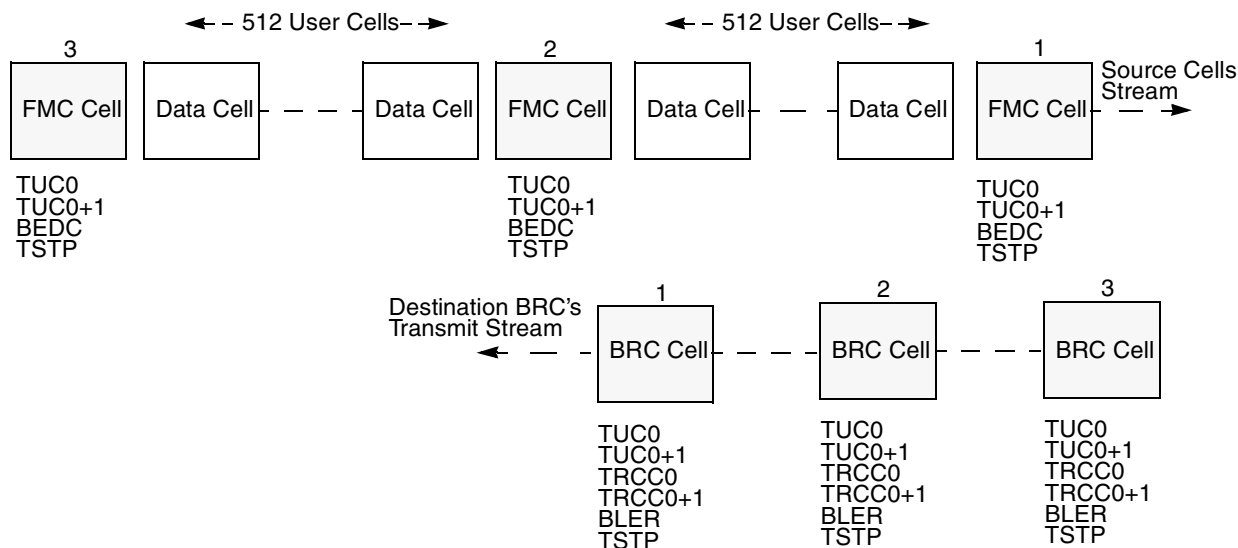 512 User Cells
512 User Cells
3
2
1
FMC Cell
Data Cell
Data Cell
FMC Cell
Data Cell
Data Cell
FMC Cell
Source Cells
Stream
TUC0
TUC0+1
BEDC
TSTP
TUC0
TUC0+1
BEDC
TSTP
TUC0
TUC0+1
BEDC
TSTP
Destination BRC's
Transmit Stream
1
2
3
BRC Cell
BRC Cell
BRC Cell
TUC0
TUC0+1
TRCC0
TRCC0+1
BLER
TSTP
TUC0
TUC0+1
TRCC0
TRCC0+1
BLER
TSTP
TUC0
TUC0+1
TRCC0
TRCC0+1
BLER
TSTP